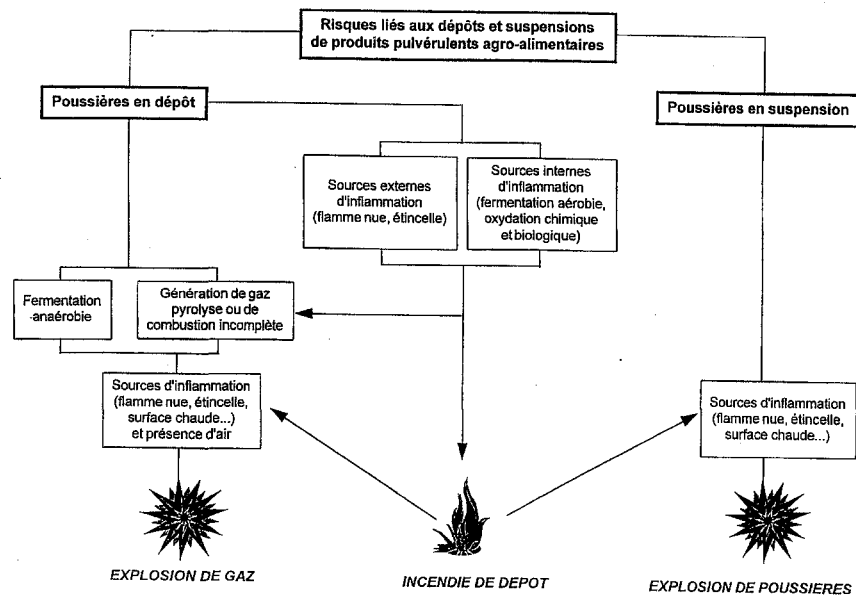 Risques liés aux dépôts et suspensions
de produits pulvérulents agro-alimentaires
Poussières en dépôt
Poussières en suspension
Sources externes
d'inflammation
(flamme nue, étincelle)
Sources internes
d'inflammation
(fermentation aérobie,
oxydation chimique
et biologique)
Fermentation
anaérobie
Génération de gaz
pyrolyse ou de
combustion incomplète
Sources d'inflammation
(flamme nue, étincelle,
surface chaude...)
et présence d'air
Sources d'inflammation
(flamme nue, étincelle,
surface chaude...)
EXPLOSION DE GAZ
INCENDIE DE DEPOT
EXPLOSION DE POUSSIERES